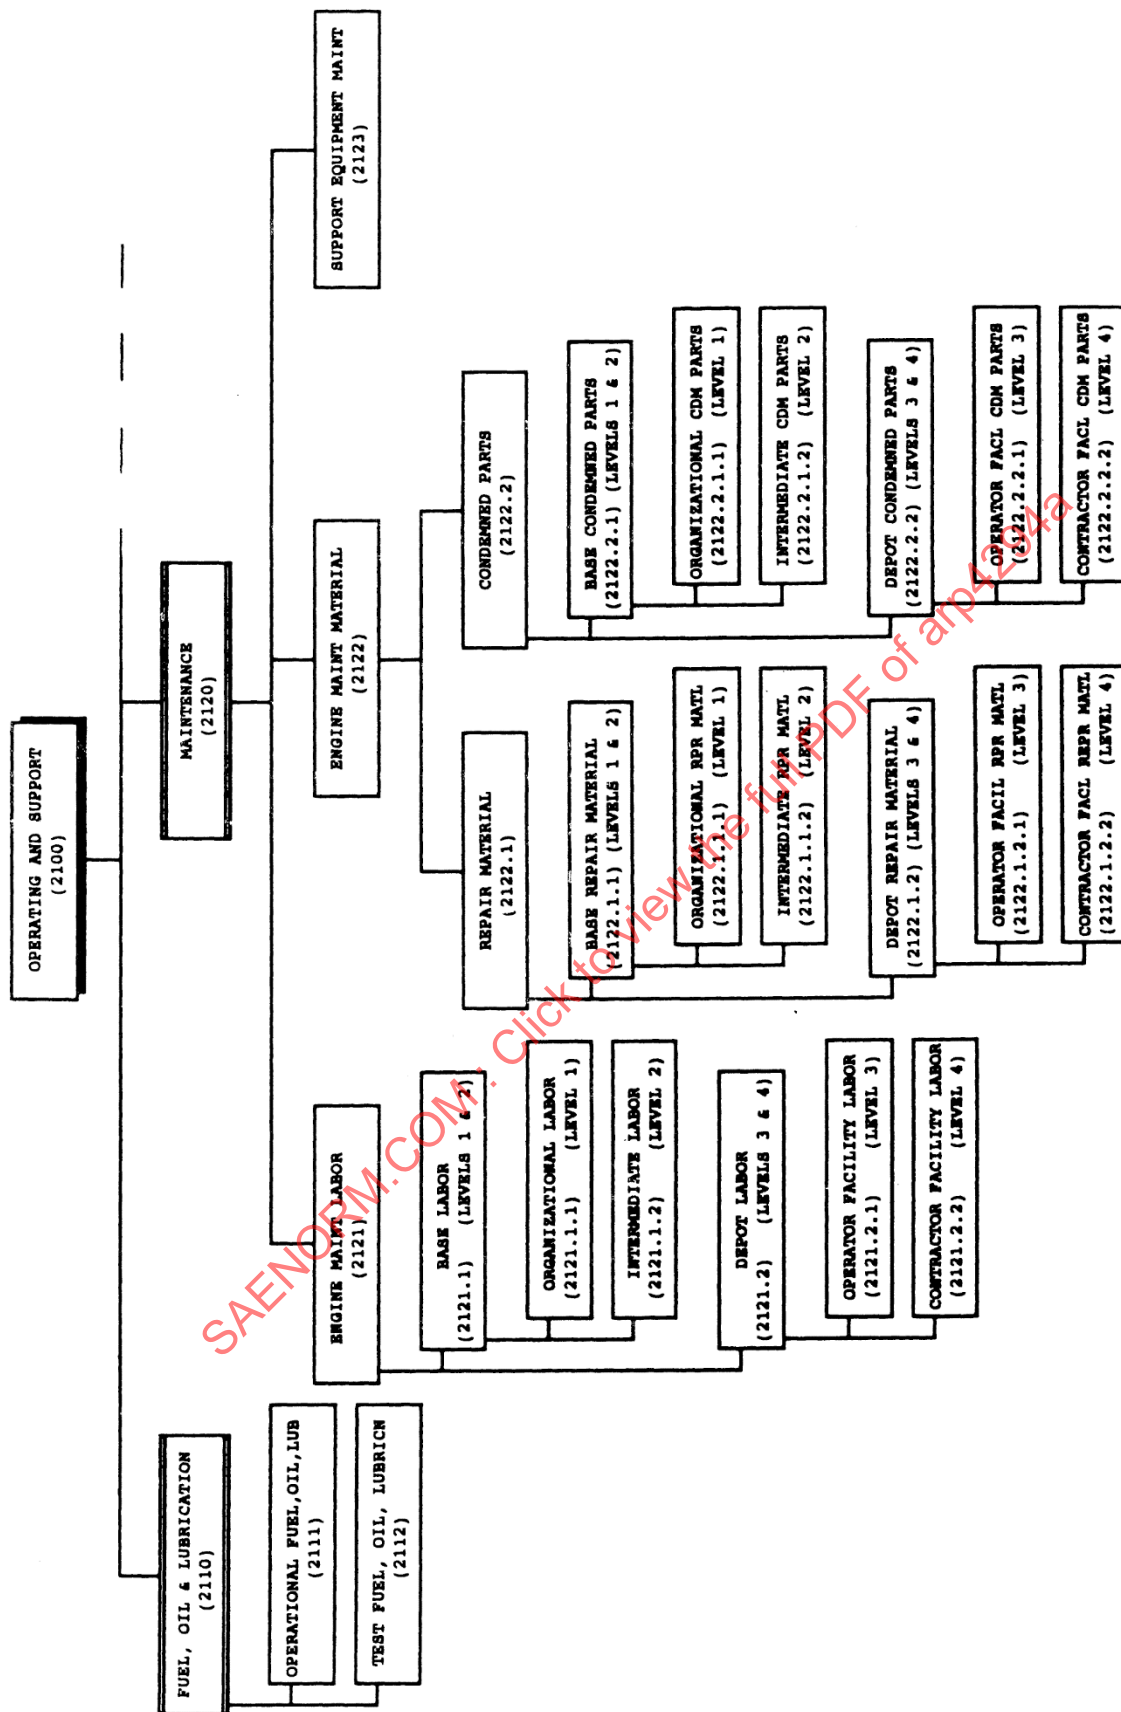 OPERATING AND SUPPORT
(2100)
FUEL, OIL & LUBRICATION
(2110)
OPERATIONAL FUEL,OIL,LUB
(2111)
TEST FUEL, OIL, LUBRICN
(2112)
MAINTENANCE
(2120)
ENGINE MAINT LABOR
(2121)
BASE LABOR
(2121.1) (LEVELS 1 & 2)
ORGANIZATIONAL LABOR
(2121.1.1) (LEVEL 1)
INTERMEDIATE LABOR
(2121.1.2) (LEVEL 2)
DEPOT LABOR
(2121.2) (LEVELS 3 & 4)
OPERATOR FACILITY LABOR
(2121.2.1) (LEVEL 3)
CONTRACTOR FACILITY LABOR
(2121.2.2) (LEVEL 4)
ENGINE MAINT MATERIAL
(2122)
REPAIR MATERIAL
(2122.1)
BASE REPAIR MATERIAL
(2122.1.1) (LEVELS 1 & 2)
ORGANIZATIONAL RPR MATL
(2122.1.1.1) (LEVEL 1)
INTERMEDIATE RPR MATL
(2122.1.1.2) (LEVEL 2)
DEPOT REPAIR MATERIAL
(2122.1.2) (LEVELS 3 & 4)
OPERATOR FACIL RPR MATL
(2122.1.2.1) (LEVEL 3)
CONTRACTOR FACL REPR MATL
(2122.1.2.2) (LEVEL 4)
CONDEMNED PARTS
(2122.2)
BASE CONDEMNED PARTS
(2122.2.1) (LEVELS 1 & 2)
ORGANIZATIONAL CDM PARTS
(2122.2.1.1) (LEVEL 1)
INTERMEDIATE CDM PARTS
(2122.2.1.2) (LEVEL 2)
DEPOT CONDEMNED PARTS
(2122.2.2) (LEVELS 3 & 4)
OPERATOR FACL CDM PARTS
(2122.2.2.1) (LEVEL 3)
CONTRACTOR FACL CDM PARTS
(2122.2.2.2) (LEVEL 4)
SUPPORT EQUIPMENT MAINT
(2123)
SAENORM.COM : Click to view the full PDF of arp4294a